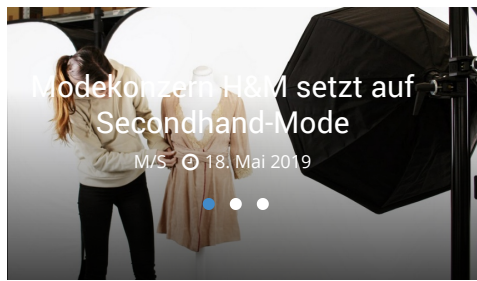 Modekonzern H&M setzt auf
Secondhand-Mode
M/S 18. Mai 2019